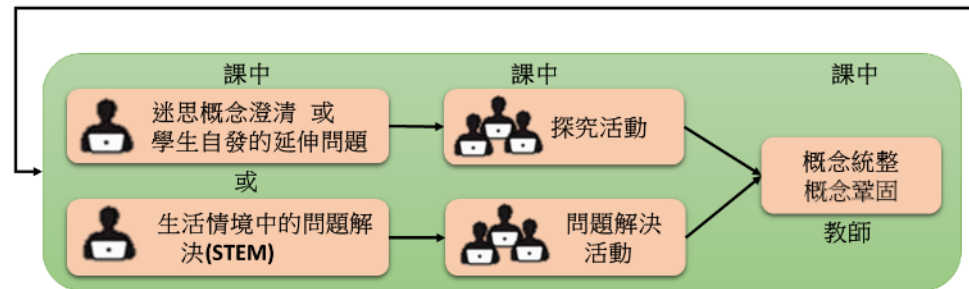 課中
課中
課中
迷思概念澄清 或
學生自發的延伸問題
探究活動
或
生活情境中的問題解
決(STEM)
問題解決
活動
概念統整
概念鞏固
教師